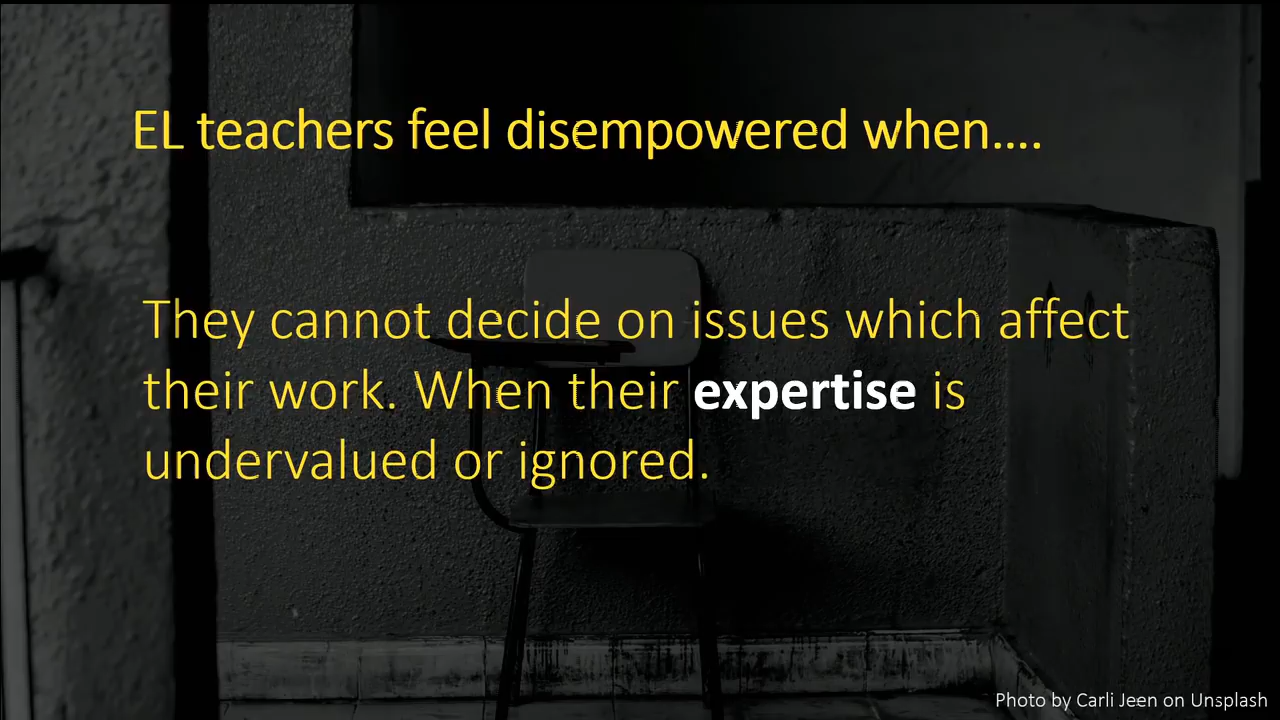 EL teachers feel disempowered when....
They cannot decide on issues which affect
their work. When their expertise is
undervalued or ignored.
Photo by Carli Jeen on Unsplash